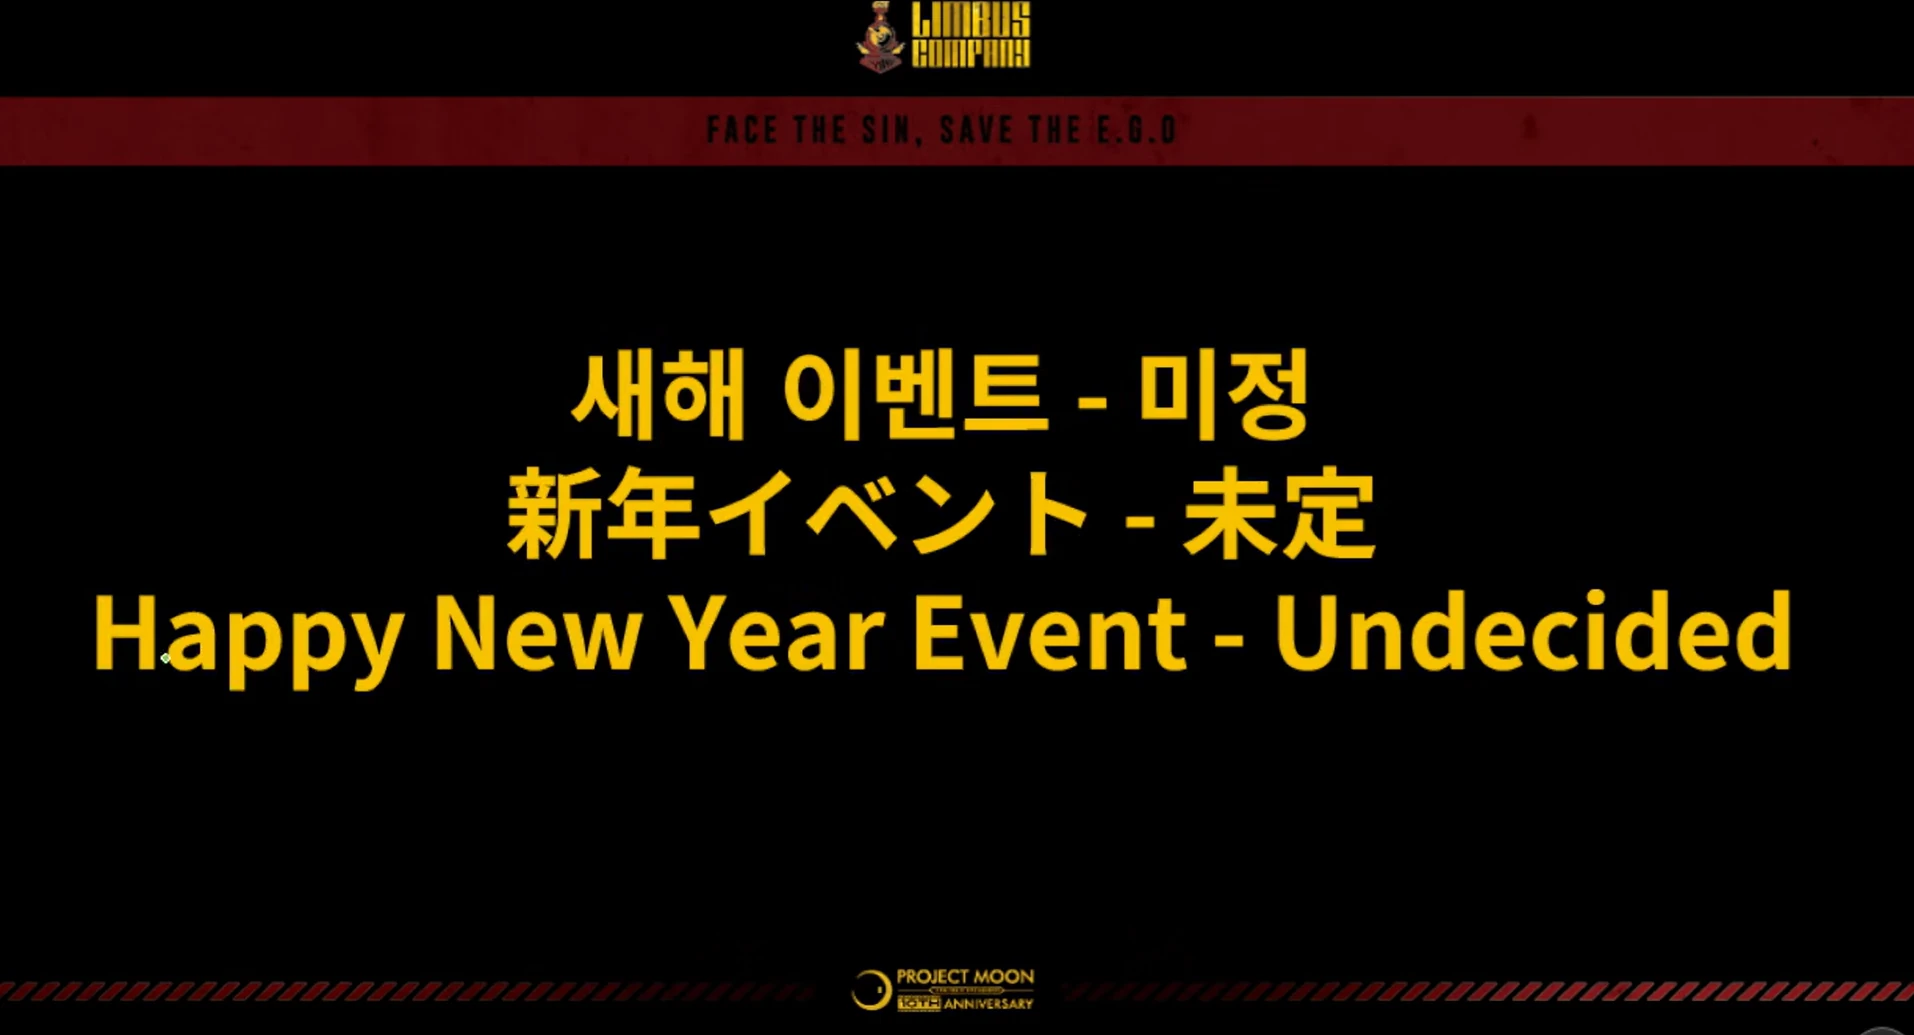 LIMBUS
COMPANY
FACE THE SIN, SAVE THE E.G.O
새해 이벤트 - 미정
新年イベント - 未定
Happy New Year Event - Undecided
PROJECT MOON
10TH ANNIVERSARY